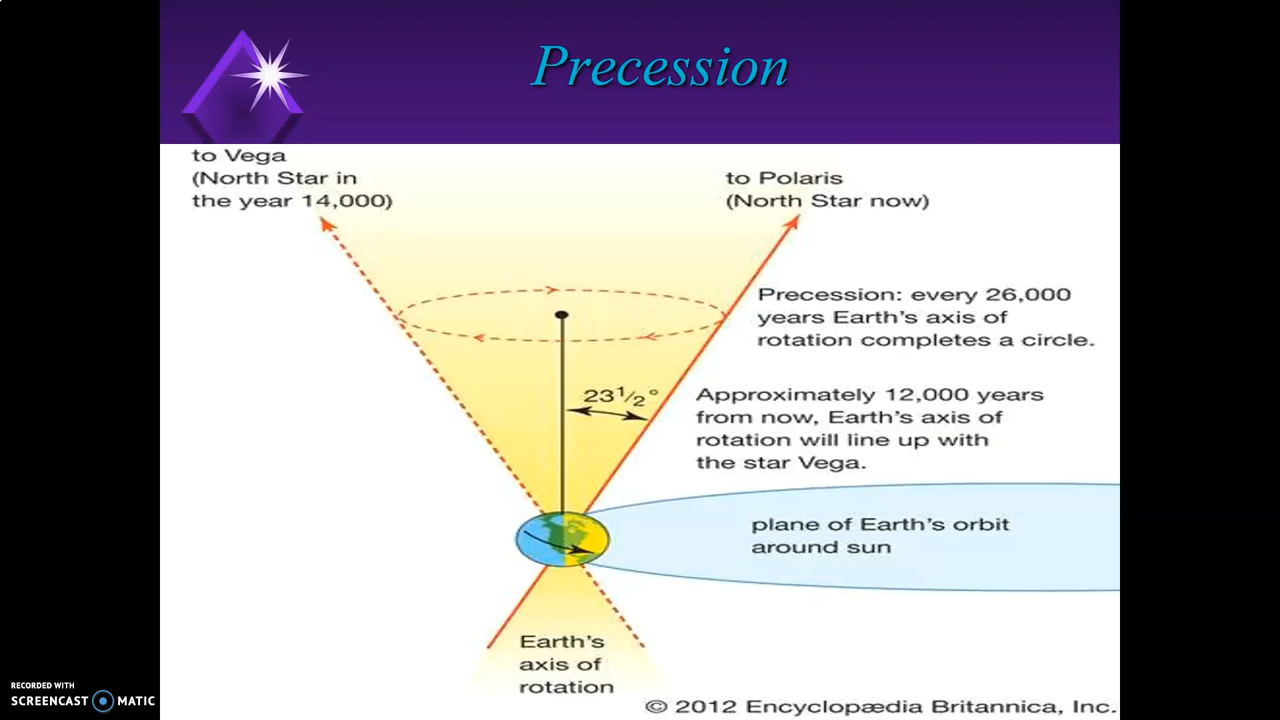 Precession
to Vega
(North Star in
the year 14,000)
to Polaris
(North Star now)
Precession: every 26,000
years Earth's axis of
rotation completes a circle.
23½°
Approximately 12,000 years
from now, Earth's axis of
rotation will line up with
the star Vega.
plane of Earth's orbit
around sun
Earth's
axis of
rotation
© 2012 Encyclopædia Britannica, Inc.
RECORDED WITH
SCREENCAST MATIC